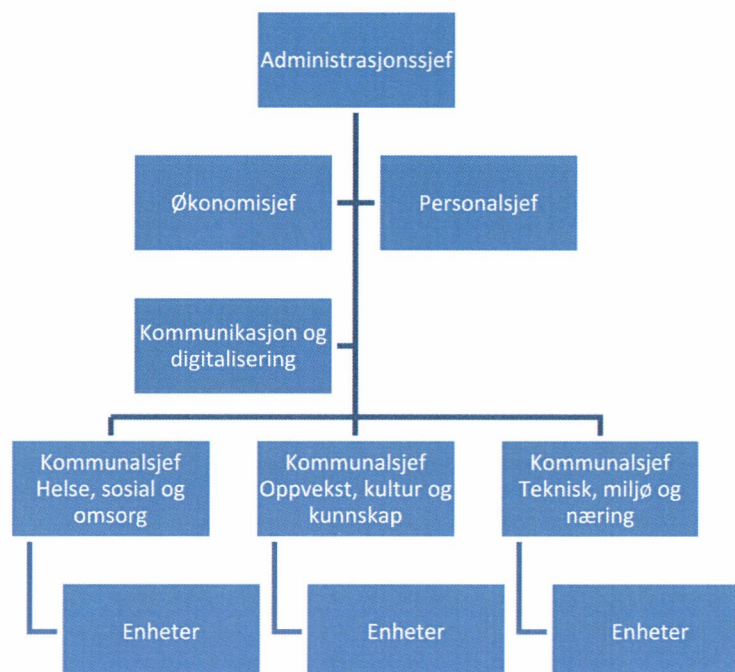 Administrasjonssjef
Økonomisjef
Personalsjef
Kommunikasjon og
digitalisering
Kommunalsjef
Helse, sosial og
omsorg
Kommunalsjef
Oppvekst, kultur og
kunnskap
Kommunalsjef
Teknisk, miljø og
næring
Enheter
Enheter
Enheter